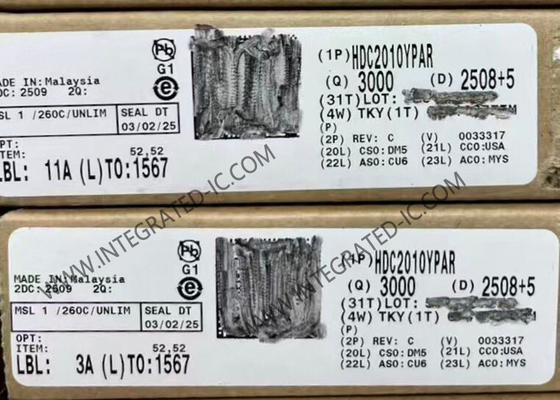 (1P) HDC2010YPAR
Pb
G1
e
(Q) 3000 (D) 2508+5
(31T) LOT:
(4W) TKY (1T)
(P)
(2P) REV: C (V) 0033317
(20L) CSO: DM5 (21L) CCO:USA
(22L) ASO: CU6 (23L) ACO: MYS
MADE IN: Malaysia
DC: 2509 2Q:
MSL 1 /260C/UNLIM SEAL DT
03/02/25
OPT:
ITEM: 52,52
LBL: 11A (L)TO:1567
WWW.INTEGRATED-IC.COM
(1P) HDC2010YPAR
Pb
G1
e
(Q) 3000 (D) 2508+5
(31T) LOT:
(4W) TKY (1T)
(P)
(2P) REV: C (V) 0033317
(20L) CSO: DM5 (21L) CCO:USA
(22L) ASO: CU6 (23L) ACO: MYS
MADE IN: Malaysia
2DC: 2509 2Q:
MSL 1 /260C/UNLIM SEAL DT
03/02/25
OPT:
ITEM: 52,52
LBL: 3A (L)TO:1567
WWW.INTEGRATED-IC.COM